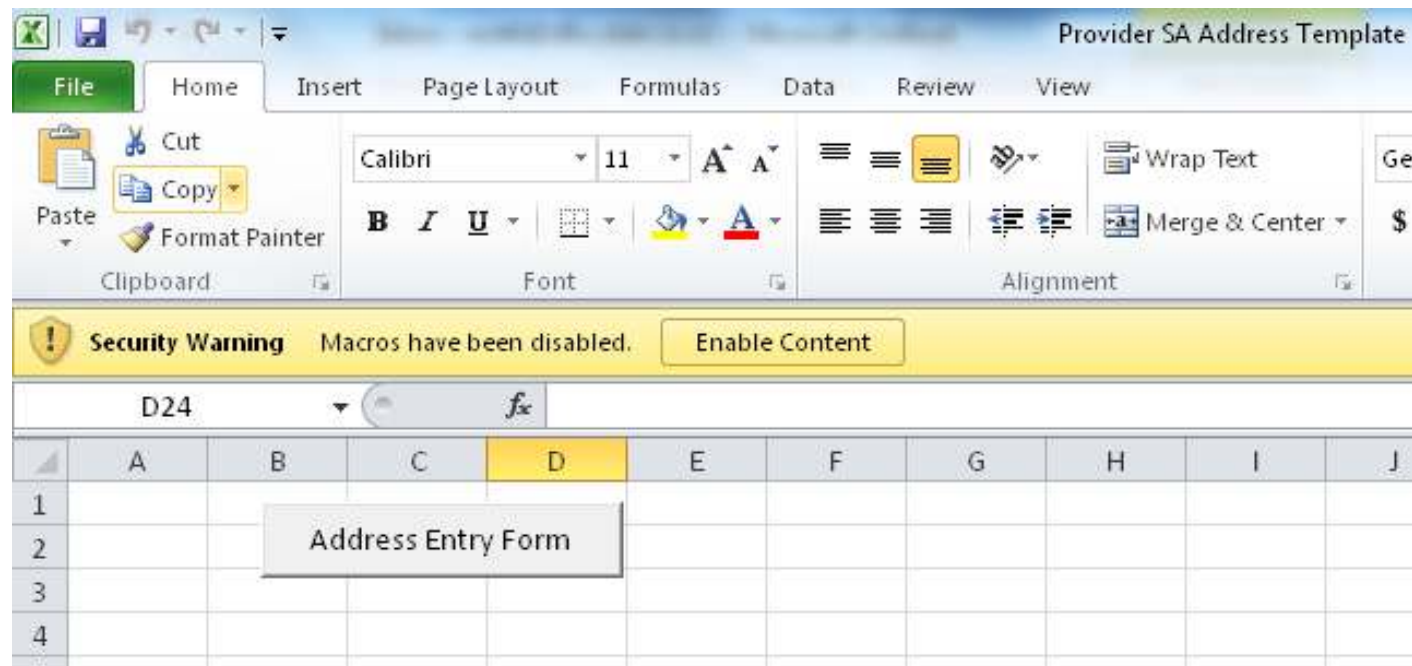 Provider SA Address Template
File Home Insert Page Layout Formulas Data Review View
Cut
Copy
Paste
Format Painter
Calibri 11 A A
B I U A
Wrap Text
Merge & Center
Ge
$
Clipboard Font Alignment
Security Warning Macros have been disabled. Enable Content
D24 fx
A B C D E F G H I J
1
2
3
4
Address Entry Form